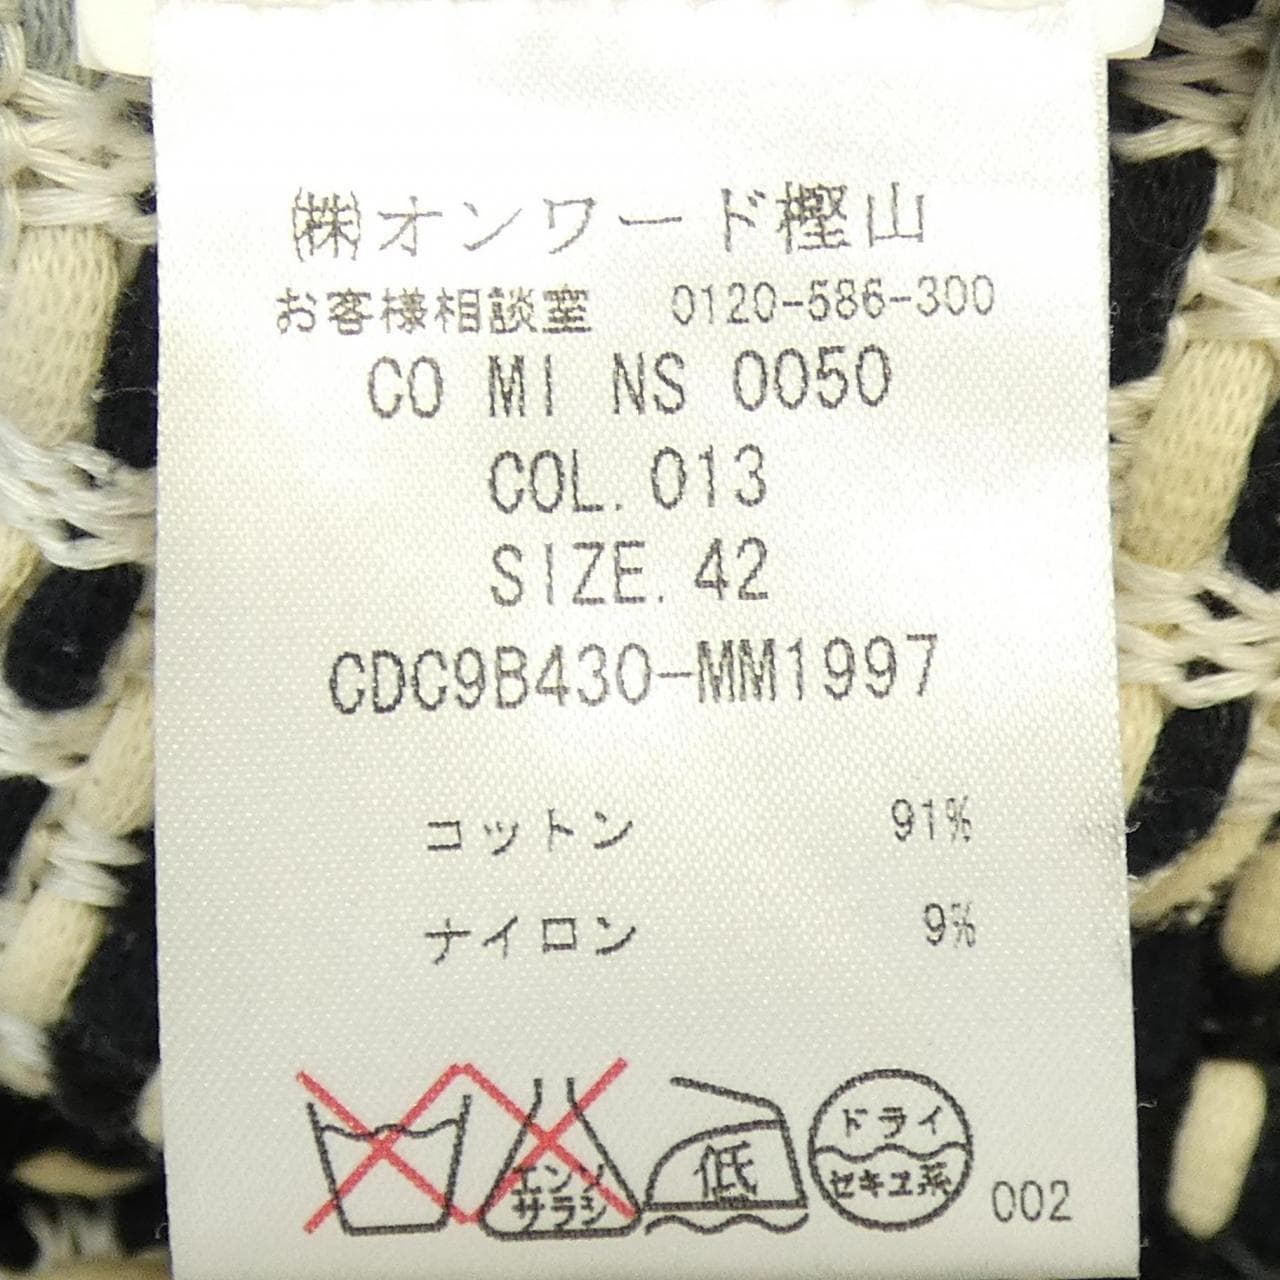 ㈱オンワード樫山
お客様相談室 0120-586-300
CO MI NS 0050
COL.013
SIZE.42
CDC9B430-MM1997
コットン 91%
ナイロン 9%
エンソ
サラシ
低
ドライ
セキユ系
002